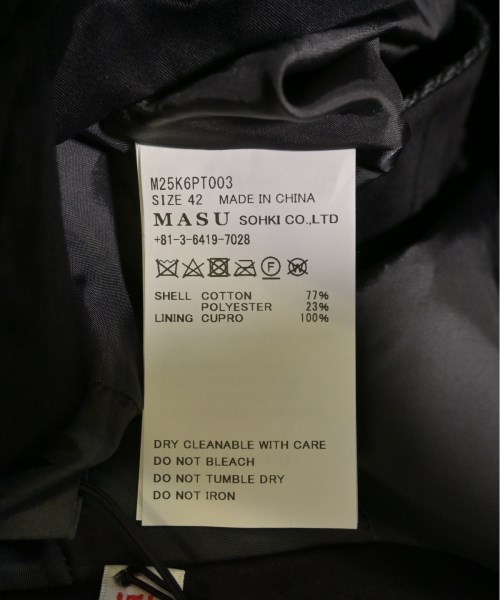 M25K6PT003
SIZE 42 MADE IN CHINA
MASU SOHKI CO.,LTD
+81-3-6419-7028
F W
SHELL COTTON 77%
POLYESTER 23%
LINING CUPRO 100%
DRY CLEANABLE WITH CARE
DO NOT BLEACH
DO NOT TUMBLE DRY
DO NOT IRON